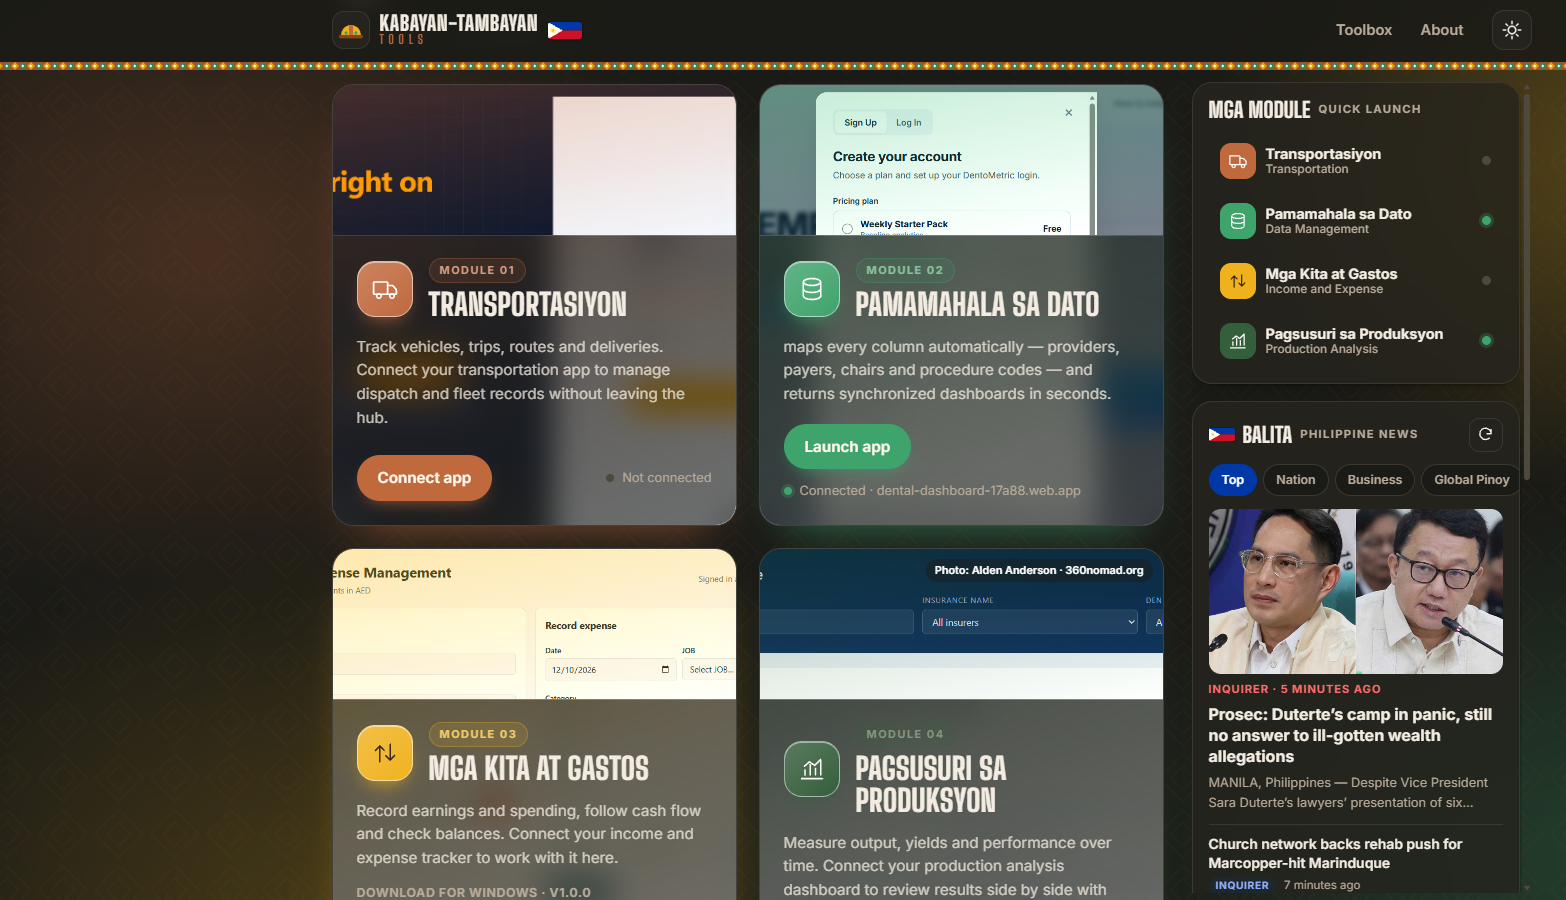 KABAYAN-TAMBAYAN
TOOLS
Toolbox
About
right on
MODULE 01
TRANSPORTASIYON
Track vehicles, trips, routes and deliveries.
Connect your transportation app to manage
dispatch and fleet records without leaving the
hub.
Connect app
Not connected
Sign Up
Log In
Create your account
Choose a plan and set up your DentoMetric login.
Pricing plan
Weekly Starter Pack
Free
MODULE 02
PAMAMAHALA SA DATO
maps every column automatically — providers,
payers, chairs and procedure codes — and
returns synchronized dashboards in seconds.
Launch app
Connected · dental-dashboard-17a88.web.app
ense Management
nts in AED
Signed in
Record expense
Date
JOB
12/10/2026
Select JOB...
Category
MODULE 03
MGA KITA AT GASTOS
Record earnings and spending, follow cash flow
and check balances. Connect your income and
expense tracker to work with it here.
DOWNLOAD FOR WINDOWS · V1.0.0
Photo: Alden Anderson · 360nomad.org
INSURANCE NAME
DEN
All insurers
A
MODULE 04
PAGSUSURI SA
PRODUKSYON
Measure output, yields and performance over
time. Connect your production analysis
dashboard to review results side by side with
MGA MODULE QUICK LAUNCH
Transportasiyon
Transportation
Pamamahala sa Dato
Data Management
Mga Kita at Gastos
Income and Expense
Pagsusuri sa Produksyon
Production Analysis
BALITA PHILIPPINE NEWS
Top
Nation
Business
Global Pinoy
INQUIRER · 5 MINUTES AGO
Prosec: Duterte’s camp in panic, still
no answer to ill-gotten wealth
allegations
MANILA, Philippines — Despite Vice President
Sara Duterte’s lawyers’ presentation of six...
Church network backs rehab push for
Marcopper-hit Marinduque
INQUIRER 7 minutes ago